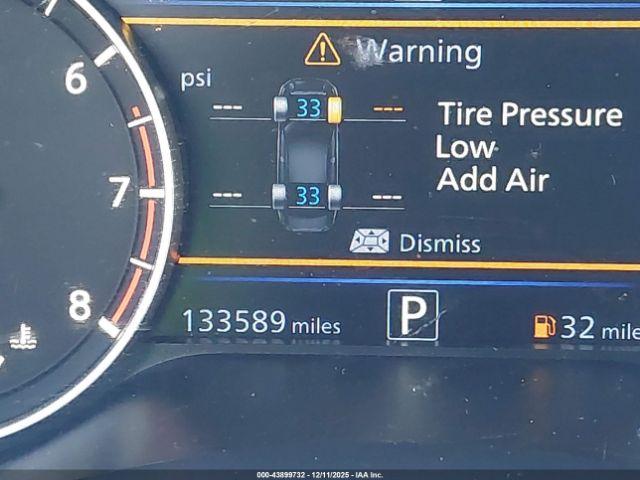 Warning
psi
6
--- 33 ---
Tire Pressure
Low
Add Air
7
--- 33 ---
Dismiss
8
133589 miles
P
32 mile
000-43899732 - 12/11/2025 - IAA Inc.